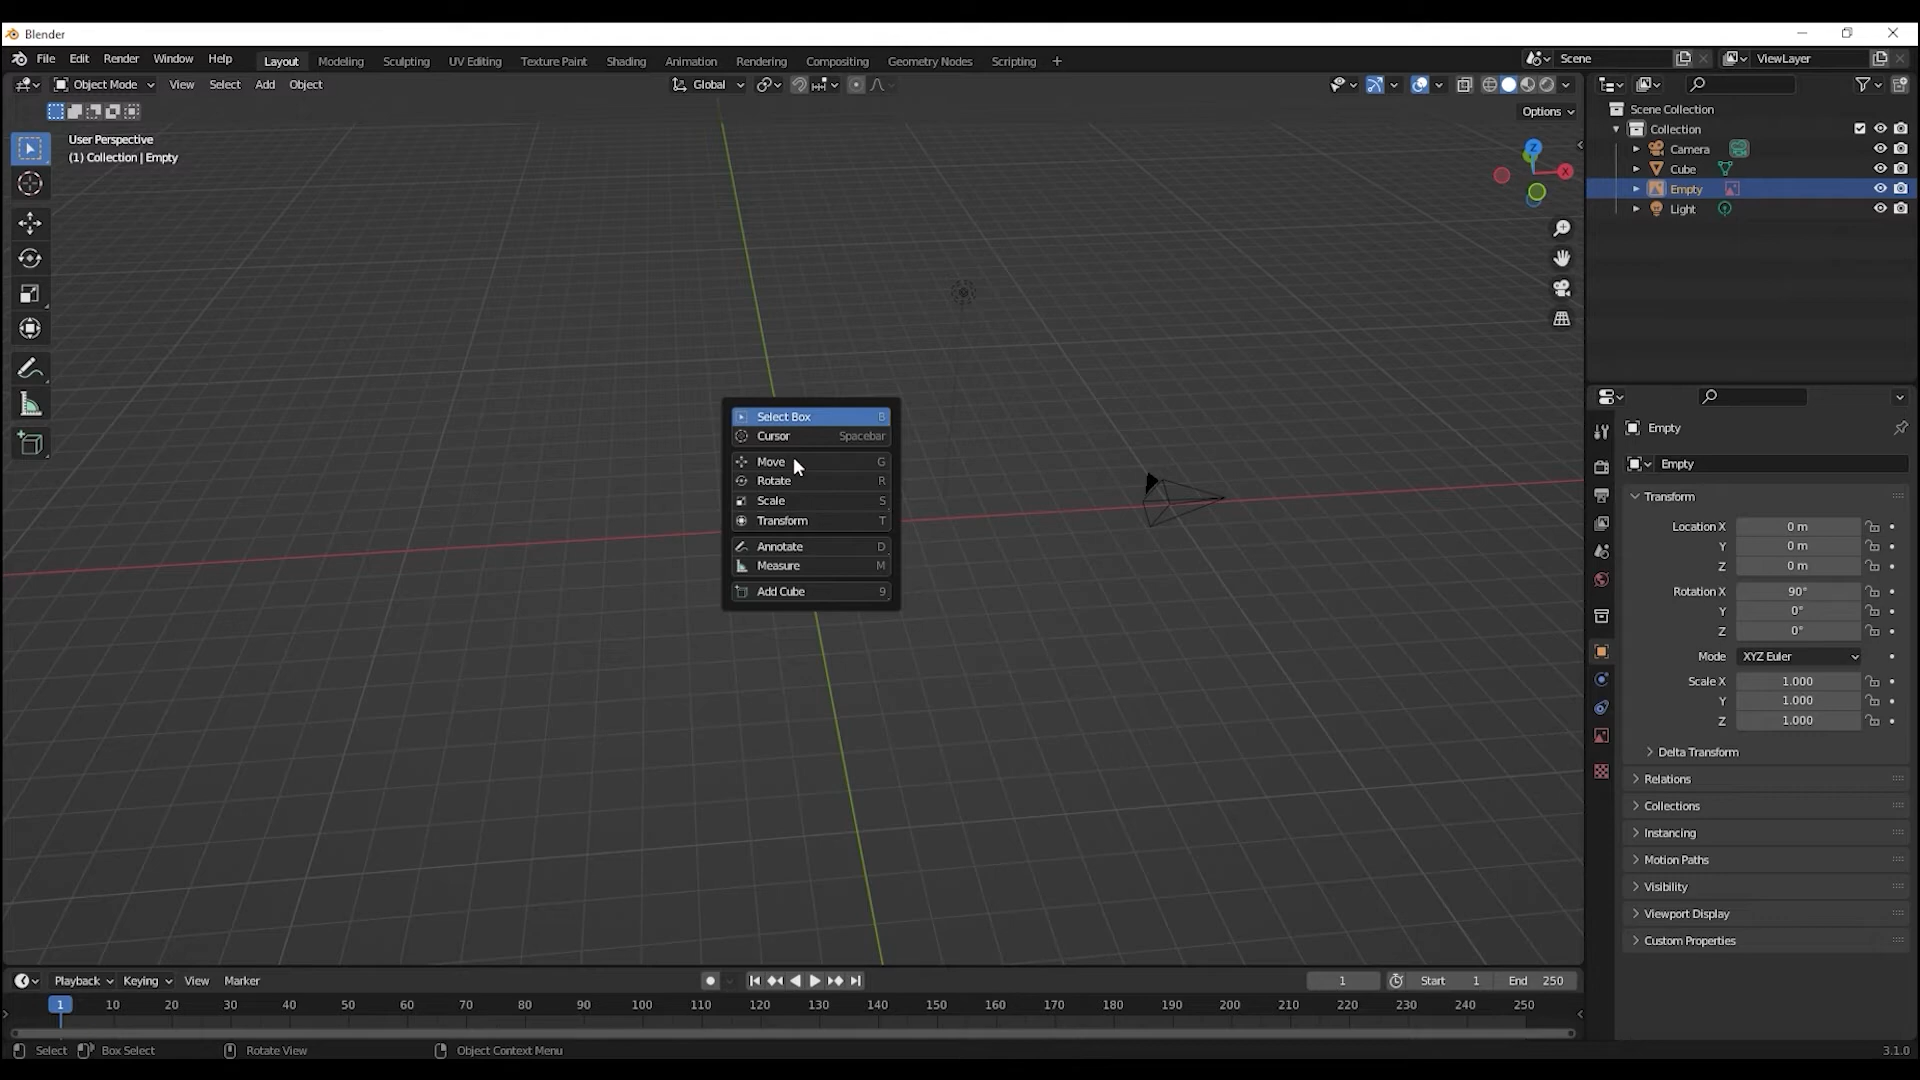 Blender
File Edit Render Window Help Layout Modeling Sculpting UV Editing Texture Paint Shading Animation Rendering Compositing Geometry Nodes Scripting + Scene ViewLayer
Object Mode View Select Add Object Global
Options
User Perspective
(1) Collection | Empty
Z
X
Scene Collection
Collection
Camera
Cube
Empty
Light
Select Box B
Cursor Spacebar
Move G
Rotate R
Scale S
Transform T
Annotate D
Measure M
Add Cube 9
Empty
Empty
Transform
Location X 0 m
Y 0 m
Z 0 m
Rotation X 90°
Y 0°
Z 0°
Mode XYZ Euler
Scale X 1.000
Y 1.000
Z 1.000
Delta Transform
Relations
Collections
Instancing
Motion Paths
Visibility
Viewport Display
Custom Properties
Playback Keying View Marker 1 Start 1 End 250
1 10 20 30 40 50 60 70 80 90 100 110 120 130 140 150 160 170 180 190 200 210 220 230 240 250
Select Box Select Rotate View Object Context Menu 3.1.0